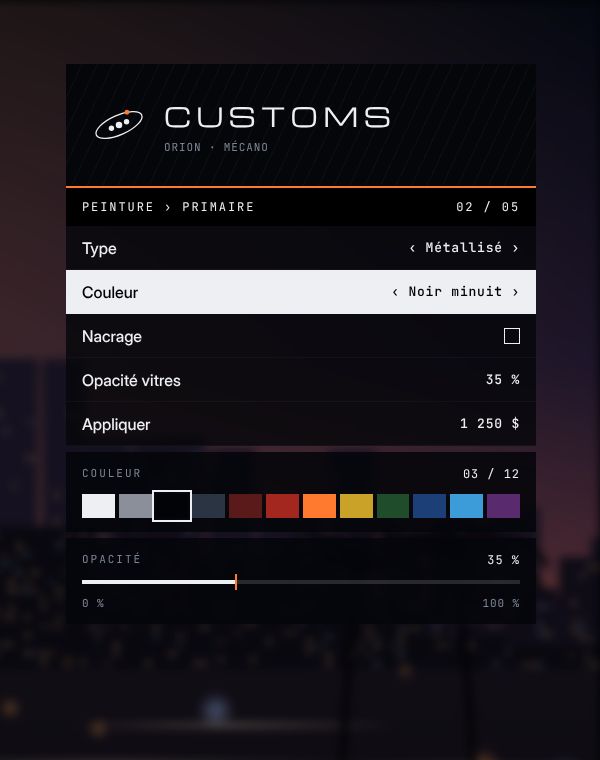 CUSTOMS
ORION · MÉCANO
PEINTURE › PRIMAIRE 02 / 05
Type ‹ Métallisé ›
Couleur ‹ Noir minuit ›
Nacrage
Opacité vitres 35 %
Appliquer 1 250 $
COULEUR 03 / 12
OPACITÉ 35 %
0 % 100 %